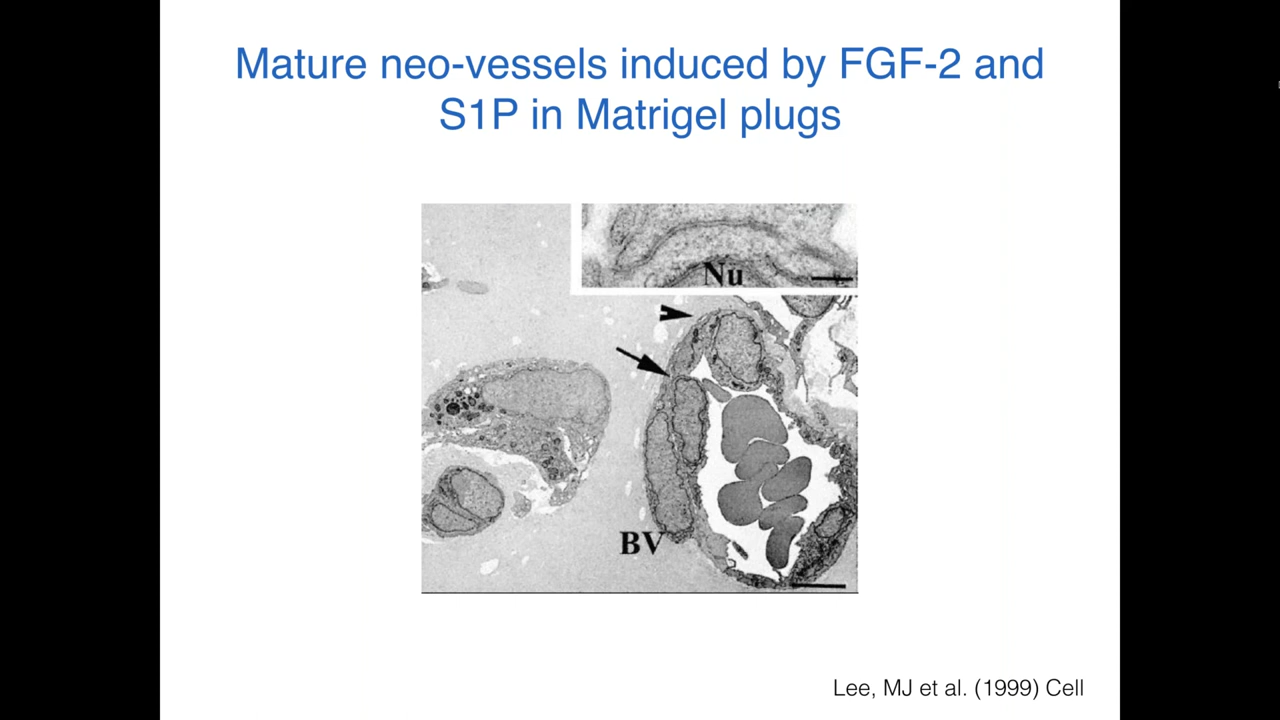 Mature neo-vessels induced by FGF-2 and
S1P in Matrigel plugs
Nu
BV
Lee, MJ et al. (1999) Cell